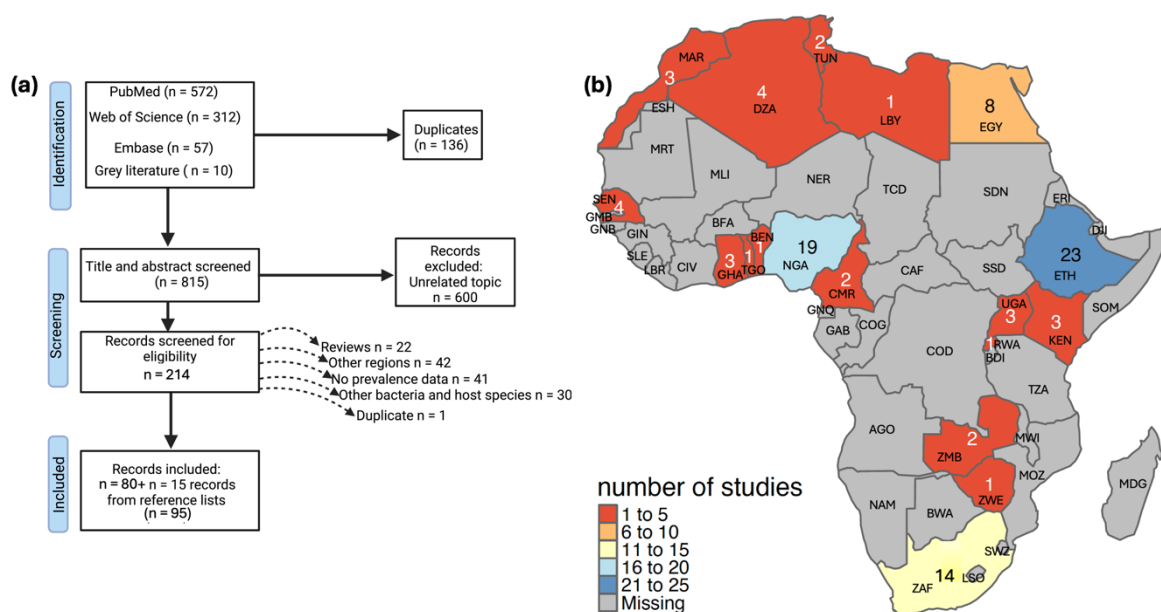 (a)
Identification
PubMed (n = 572)
Web of Science (n = 312)
Embase (n = 57)
Grey literature ( n = 10)
Duplicates
(n = 136)
Screening
Title and abstract screened
(n = 815)
Records
excluded:
Unrelated topic
n = 600
Records screened for
eligibility
n = 214
Reviews n = 22
Other regions n = 42
No prevalence data n = 41
Other bacteria and host species n = 30
Duplicate n = 1
Included
Records included:
n = 80+ n = 15 records
from reference lists
(n = 95)
(b)
MAR
3
ESH
4
DZA
2
TUN
1
LBY
8
EGY
MRT
MLI
NER
TCD
SDN
ERI
DJI
SEN
4
GMB
GNB
GIN
SLE
LBR
CIV
BFA
3
GHA
1
TGO
BEN
1
19
NGA
2
CMR
CAF
SSD
23
ETH
SOM
GNQ
GAB
COG
COD
UGA
3
3
KEN
1
RWA
BDI
TZA
AGO
2
ZMB
MWI
MOZ
MDG
1
ZWE
NAM
BWA
SWZ
14
LSO
ZAF
number of studies
1 to 5
6 to 10
11 to 15
16 to 20
21 to 25
Missing